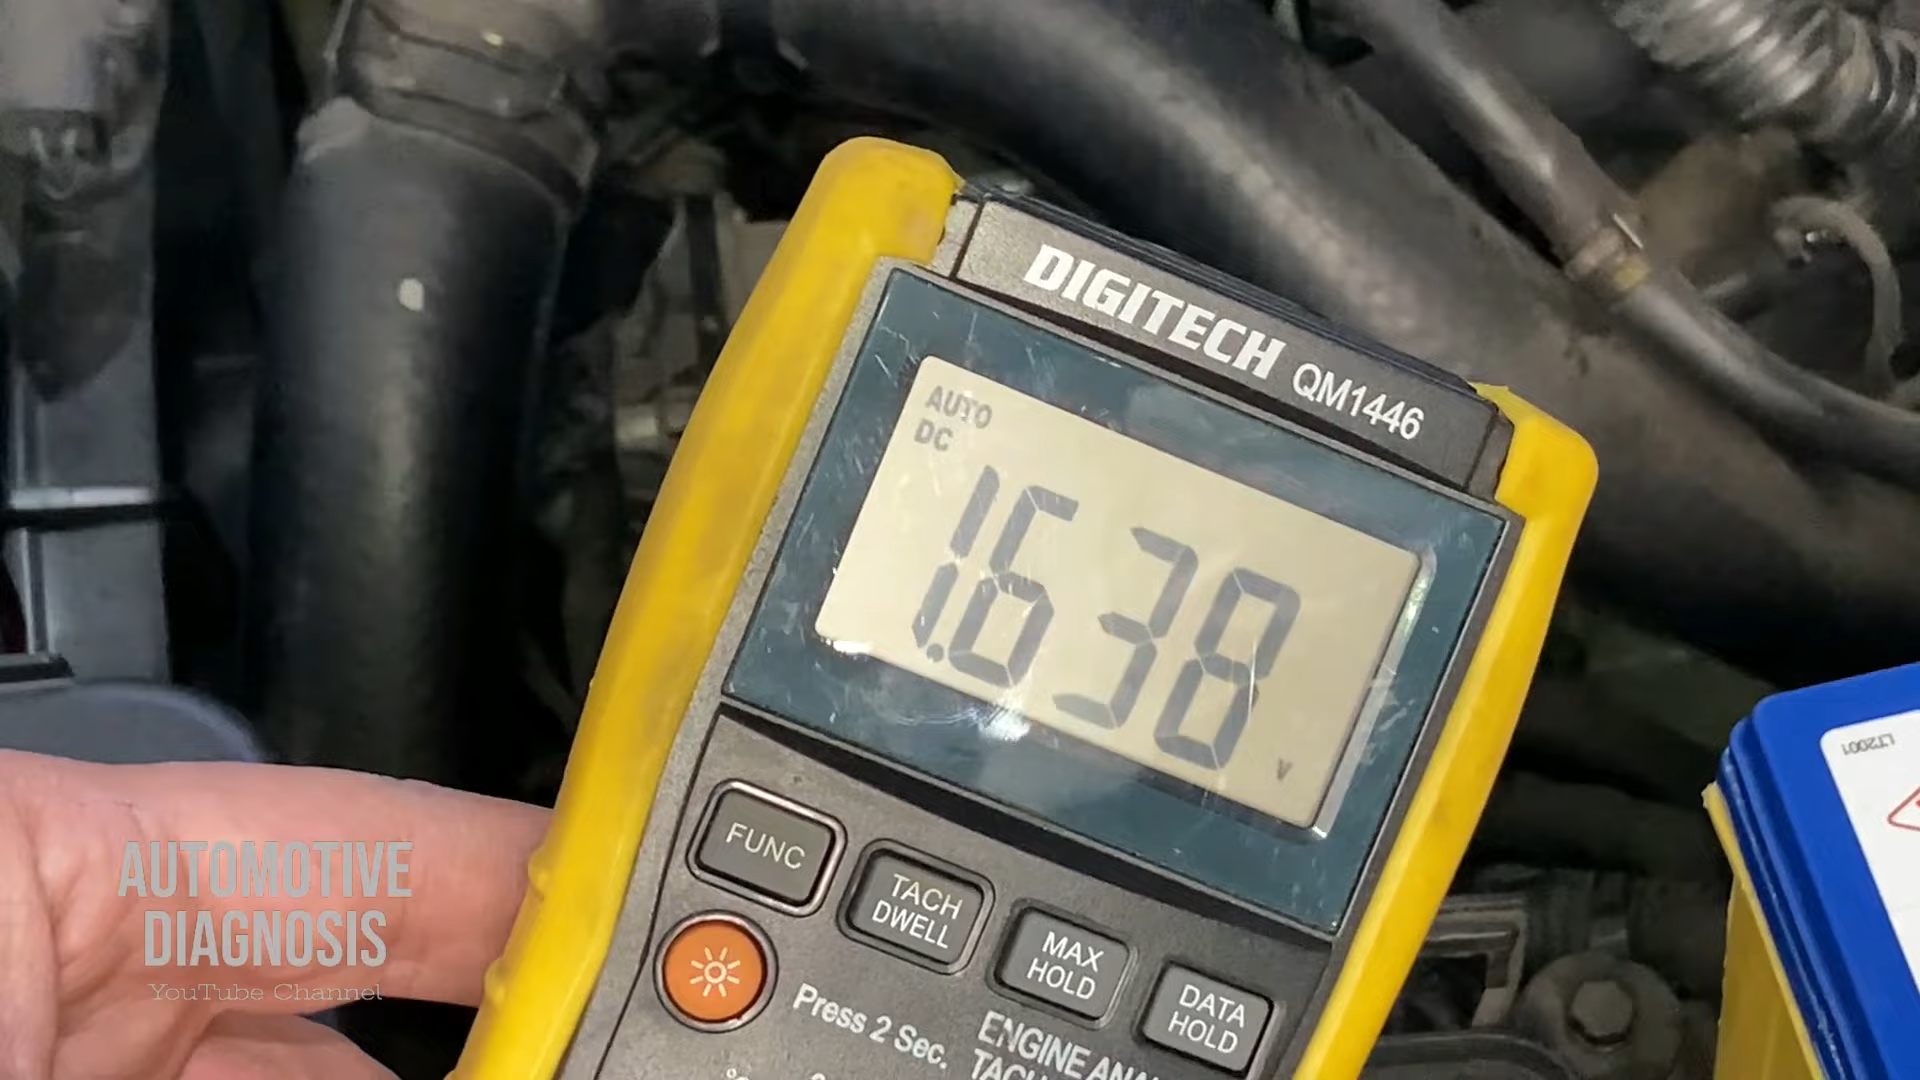 DIGITECH QM1446
AUTO
DC
1.638
V
FUNC
TACH
DWELL
MAX
HOLD
DATA
HOLD
Press 2 Sec.
ENGINE
AUTOMOTIVE
DIAGNOSIS
YouTube Channel
LT2001